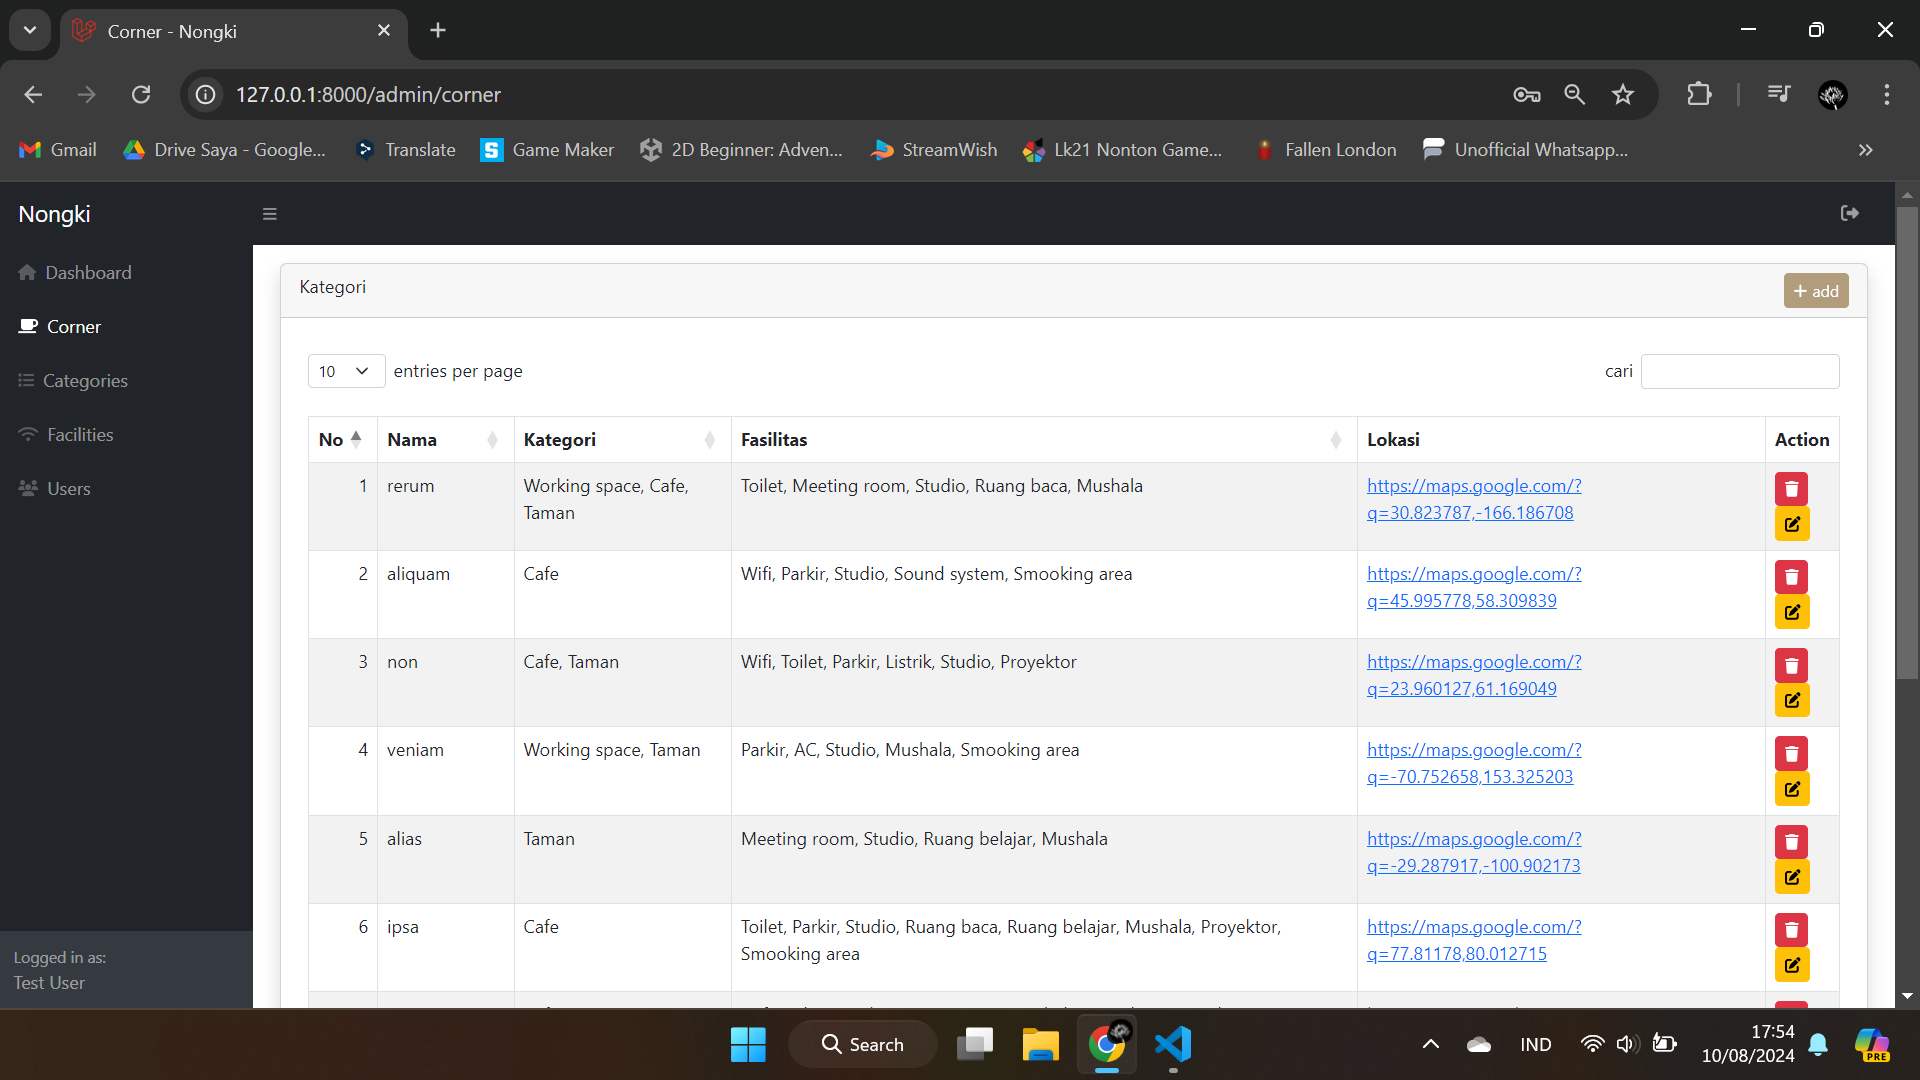 Corner - Nongki
127.0.0.1:8000/admin/corner
Gmail
Drive Saya - Google...
Translate
S
Game Maker
2D Beginner: Adven...
StreamWish
Lk21 Nonton Game...
Fallen London
Unofficial Whatsapp...
Nongki
Dashboard
Corner
Categories
Facilities
Users
Logged in as:
Test User
Kategori
+ add
10
entries per page
cari
No Nama Kategori Fasilitas Lokasi Action
1 rerum Working space, Cafe, Toilet, Meeting room, Studio, Ruang baca, Mushala https://maps.google.com/?
Taman q=30.823787,-166.186708
2 aliquam Cafe Wifi, Parkir, Studio, Sound system, Smooking area https://maps.google.com/?
q=45.995778,58.309839
3 non Cafe, Taman Wifi, Toilet, Parkir, Listrik, Studio, Proyektor https://maps.google.com/?
q=23.960127,61.169049
4 veniam Working space, Taman Parkir, AC, Studio, Mushala, Smooking area https://maps.google.com/?
q=-70.752658,153.325203
5 alias Taman Meeting room, Studio, Ruang belajar, Mushala https://maps.google.com/?
q=-29.287917,-100.902173
6 ipsa Cafe Toilet, Parkir, Studio, Ruang baca, Ruang belajar, Mushala, Proyektor, https://maps.google.com/?
Smooking area q=77.81178,80.012715
Search
IND
17:54
10/08/2024
PRE